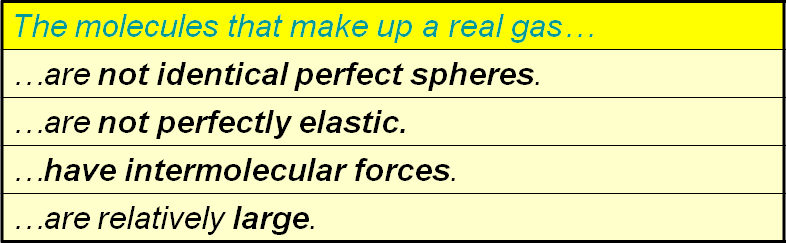 The molecules that make up a real gas…
…are not identical perfect spheres.
…are not perfectly elastic.
…have intermolecular forces.
…are relatively large.